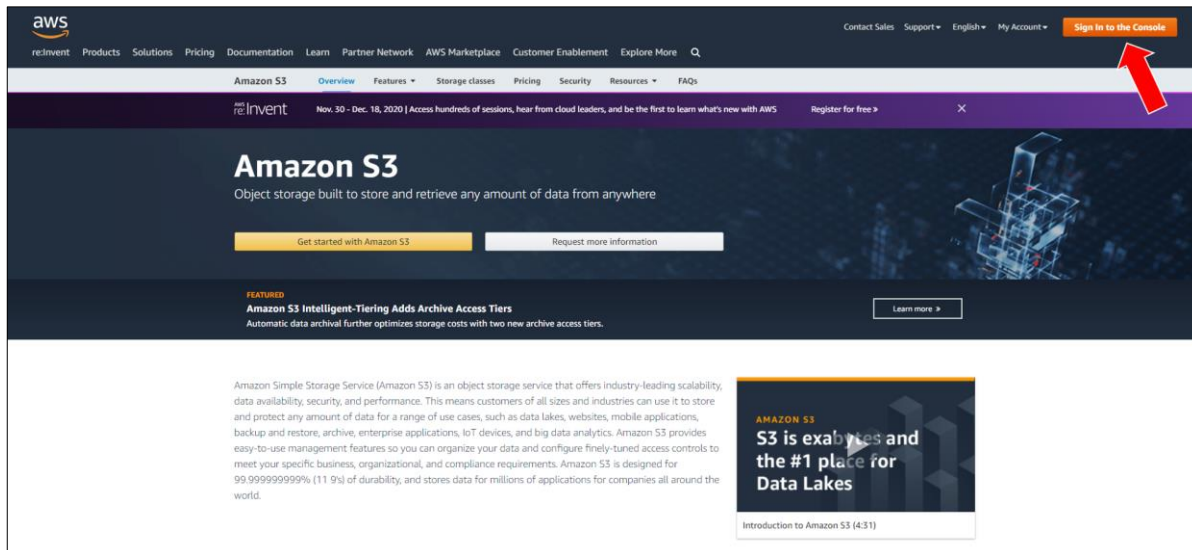 aws
Contact Sales Support English My Account Sign In to the Console
re:Invent Products Solutions Pricing Documentation Learn Partner Network AWS Marketplace Customer Enablement Explore More
Amazon S3 Overview Features Storage classes Pricing Security Resources FAQs
AWS re:Invent Nov. 30 - Dec. 18, 2020 | Access hundreds of sessions, hear from cloud leaders, and be the first to learn what's new with AWS Register for free »
Amazon S3
Object storage built to store and retrieve any amount of data from anywhere
Get started with Amazon S3 Request more information
FEATURED
Amazon S3 Intelligent-Tiering Adds Archive Access Tiers
Automatic data archival further optimizes storage costs with two new archive access tiers.
Learn more »
Amazon Simple Storage Service (Amazon S3) is an object storage service that offers industry-leading scalability,
data availability, security, and performance. This means customers of all sizes and industries can use it to store
and protect any amount of data for a range of use cases, such as data lakes, websites, mobile applications,
backup and restore, archive, enterprise applications, IoT devices, and big data analytics. Amazon S3 provides
easy-to-use management features so you can organize your data and configure finely-tuned access controls to
meet your specific business, organizational, and compliance requirements. Amazon S3 is designed for
99.999999999% (11 9's) of durability, and stores data for millions of applications for companies all around the
world.
AMAZON S3
S3 is exabytes and
the #1 place for
Data Lakes
Introduction to Amazon S3 (4:31)